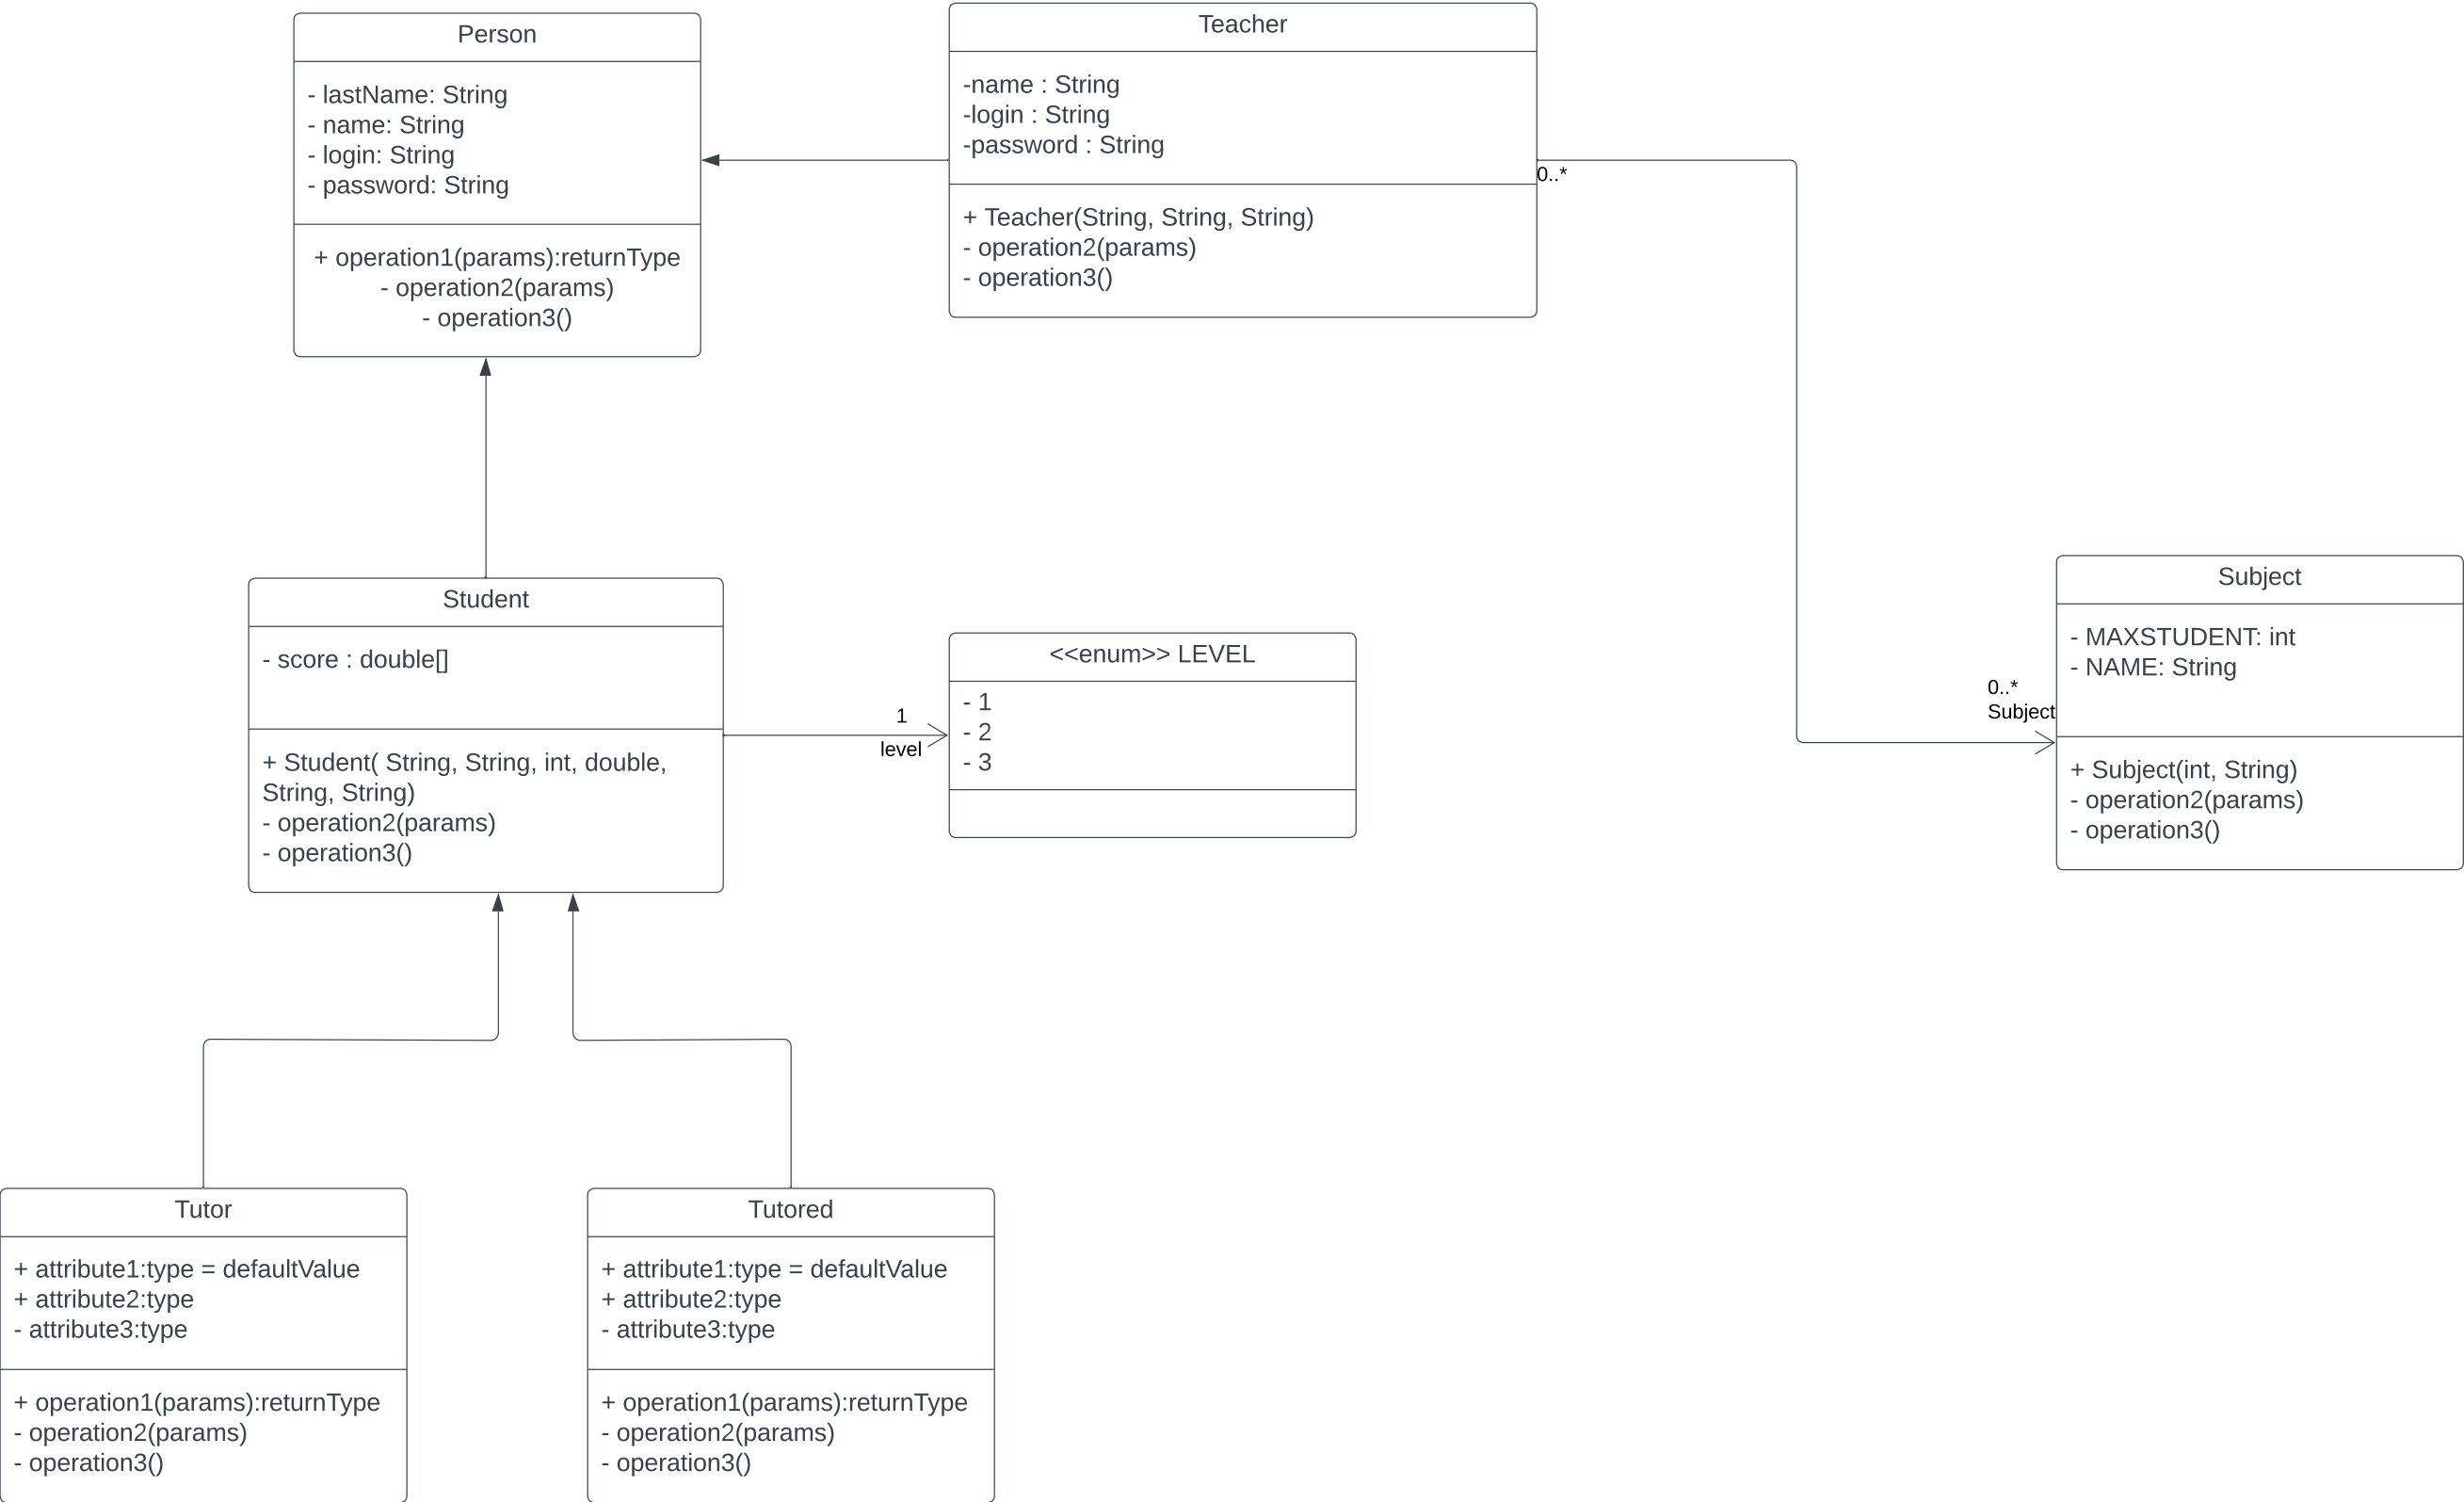 Person
- lastName: String
- name: String
- login: String
- password: String
+ operation1(params):returnType
- operation2(params)
- operation3()
Teacher
-name : String
-login : String
-password : String
+ Teacher(String, String, String)
- operation2(params)
- operation3()
0..*
Student
- score : double[]
+ Student( String, String, int, double,
String, String)
- operation2(params)
- operation3()
1
level
<<enum>> LEVEL
- 1
- 2
- 3
0..*
Subject
Subject
- MAXSTUDENT: int
- NAME: String
+ Subject(int, String)
- operation2(params)
- operation3()
Tutor
+ attribute1:type = defaultValue
+ attribute2:type
- attribute3:type
+ operation1(params):returnType
- operation2(params)
- operation3()
Tutored
+ attribute1:type = defaultValue
+ attribute2:type
- attribute3:type
+ operation1(params):returnType
- operation2(params)
- operation3()